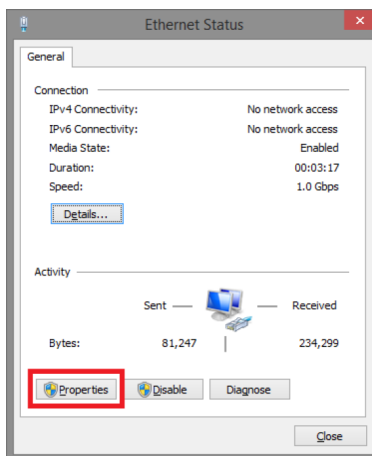 Ethernet Status
General
Connection
IPv4 Connectivity: No network access
IPv6 Connectivity: No network access
Media State: Enabled
Duration: 00:03:17
Speed: 1.0 Gbps
Details...
Activity
Sent Received
Bytes: 81,247 234,299
Properties Disable Diagnose
Close